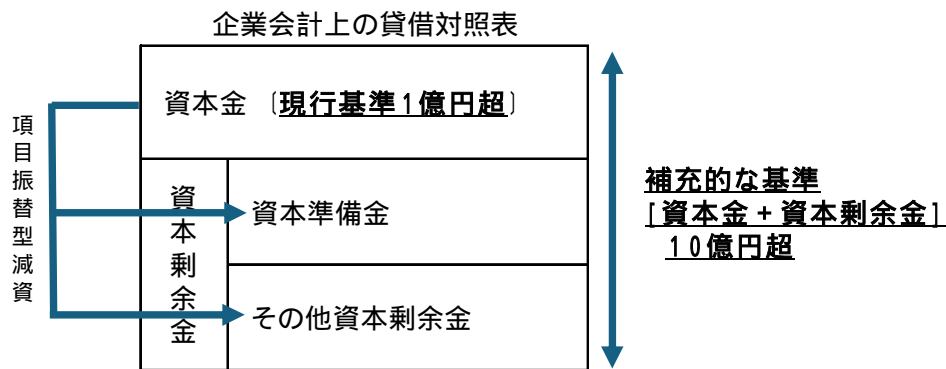 企業会計上の貸借対照表
項目振替型減資
資本金 〔現行基準1億円超〕
資本剰余金
資本準備金
その他資本剰余金
補充的な基準
[資本金+資本剰余金]
10億円超